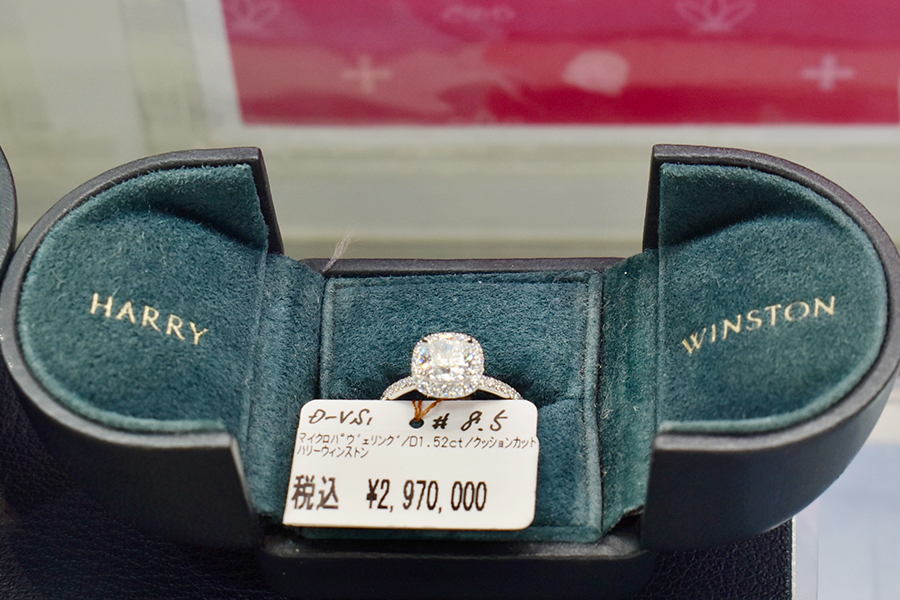 HARRY
WINSTON
D-VS1 #8.5
マイクロパヴェリング/D1.52ct/クッションカット
ハリーウィンストン
税込 ¥2,970,000